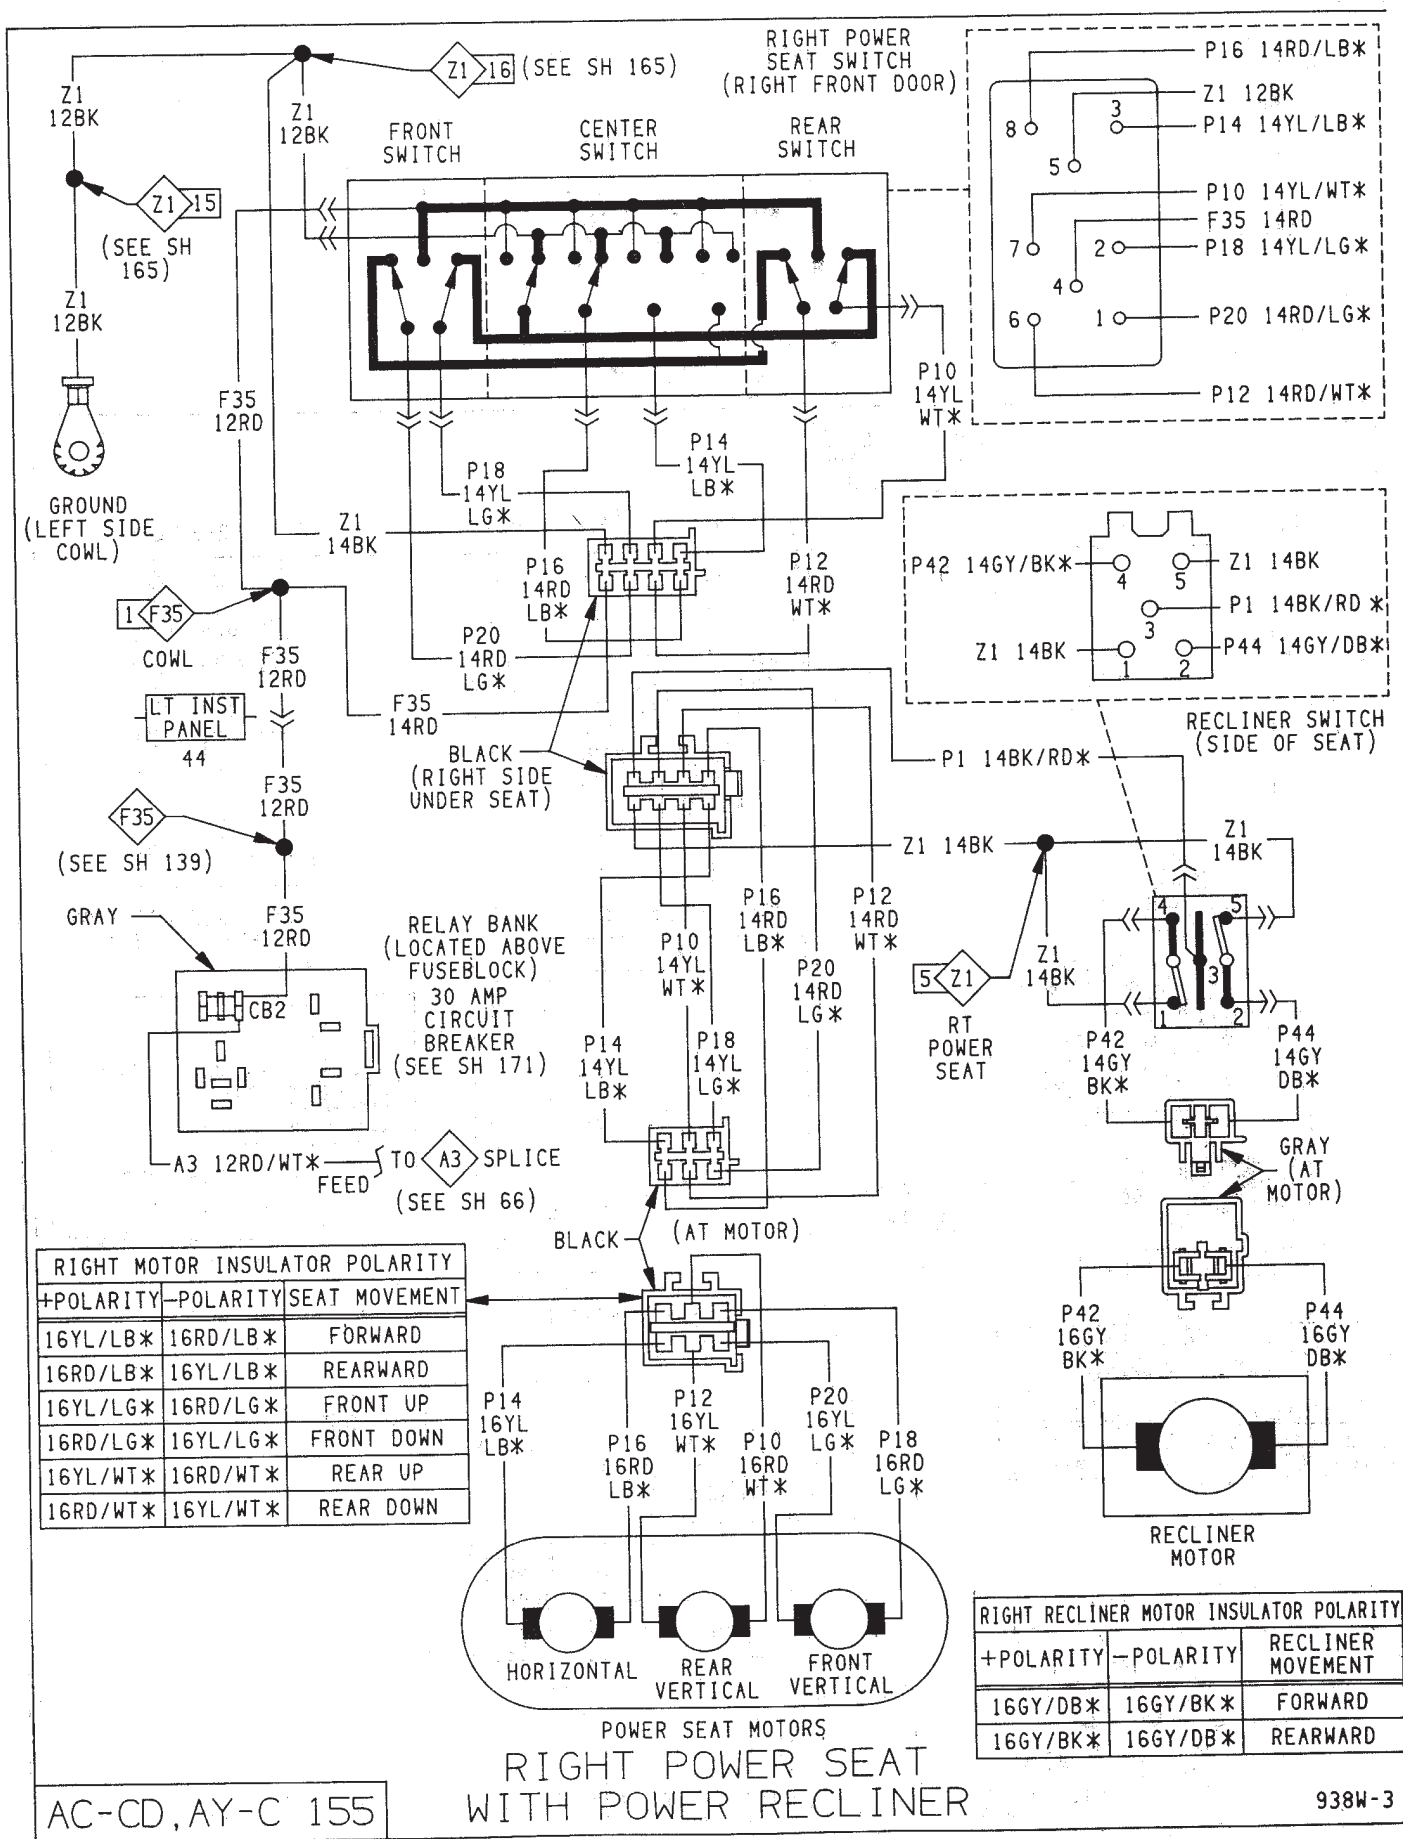 Z1
12BK
Z1
12BK
Z1 16 (SEE SH 165)
RIGHT POWER
SEAT SWITCH
(RIGHT FRONT DOOR)
FRONT
SWITCH
CENTER
SWITCH
REAR
SWITCH
P16 14RD/LB*
Z1 12BK
P14 14YL/LB*
P10 14YL/WT*
F35 14RD
P18 14YL/LG*
P20 14RD/LG*
P12 14RD/WT*
8
3
5
7
2
4
6
1
Z1 15
(SEE SH
165)
Z1
12BK
GROUND
(LEFT SIDE
COWL)
F35
12RD
P10
14YL
WT*
P18
14YL
LG*
P14
14YL
LB*
Z1
14BK
P16
14RD
LB*
P12
14RD
WT*
P42 14GY/BK*
4
5
Z1 14BK
P1 14BK/RD *
3
Z1 14BK
1
2
P44 14GY/DB*
RECLINER SWITCH
(SIDE OF SEAT)
1 F35
COWL
F35
12RD
P20
14RD
LG*
F35
14RD
LT INST
PANEL
44
BLACK
(RIGHT SIDE
UNDER SEAT)
P1 14BK/RD*
F35
12RD
F35
(SEE SH 139)
Z1 14BK
Z1
14BK
GRAY
F35
12RD
RELAY BANK
(LOCATED ABOVE
FUSEBLOCK)
30 AMP
CIRCUIT
BREAKER
(SEE SH 171)
CB2
P10
14YL
WT*
P16
14RD
LB*
P20
14RD
LG*
P12
14RD
WT*
P14
14YL
LB*
P18
14YL
LG*
5 Z1
RT
POWER
SEAT
Z1
14BK
4
5
3
1
2
P42
14GY
BK*
P44
14GY
DB*
A3 12RD/WT*
FEED
TO A3 SPLICE
(SEE SH 66)
GRAY
(AT
MOTOR)
BLACK
(AT MOTOR)
RIGHT MOTOR INSULATOR POLARITY
+POLARITY -POLARITY SEAT MOVEMENT
16YL/LB* 16RD/LB* FORWARD
16RD/LB* 16YL/LB* REARWARD
16YL/LG* 16RD/LG* FRONT UP
16RD/LG* 16YL/LG* FRONT DOWN
16YL/WT* 16RD/WT* REAR UP
16RD/WT* 16YL/WT* REAR DOWN
P14
16YL
LB*
P16
16RD
LB*
P12
16YL
WT*
P10
16RD
WT*
P20
16YL
LG*
P18
16RD
LG*
P42
16GY
BK*
P44
16GY
DB*
RECLINER
MOTOR
HORIZONTAL
REAR
VERTICAL
FRONT
VERTICAL
POWER SEAT MOTORS
RIGHT RECLINER MOTOR INSULATOR POLARITY
+POLARITY -POLARITY RECLINER
MOVEMENT
16GY/DB* 16GY/BK* FORWARD
16GY/BK* 16GY/DB* REARWARD
RIGHT POWER SEAT
WITH POWER RECLINER
AC-CD,AY-C 155
938W-3